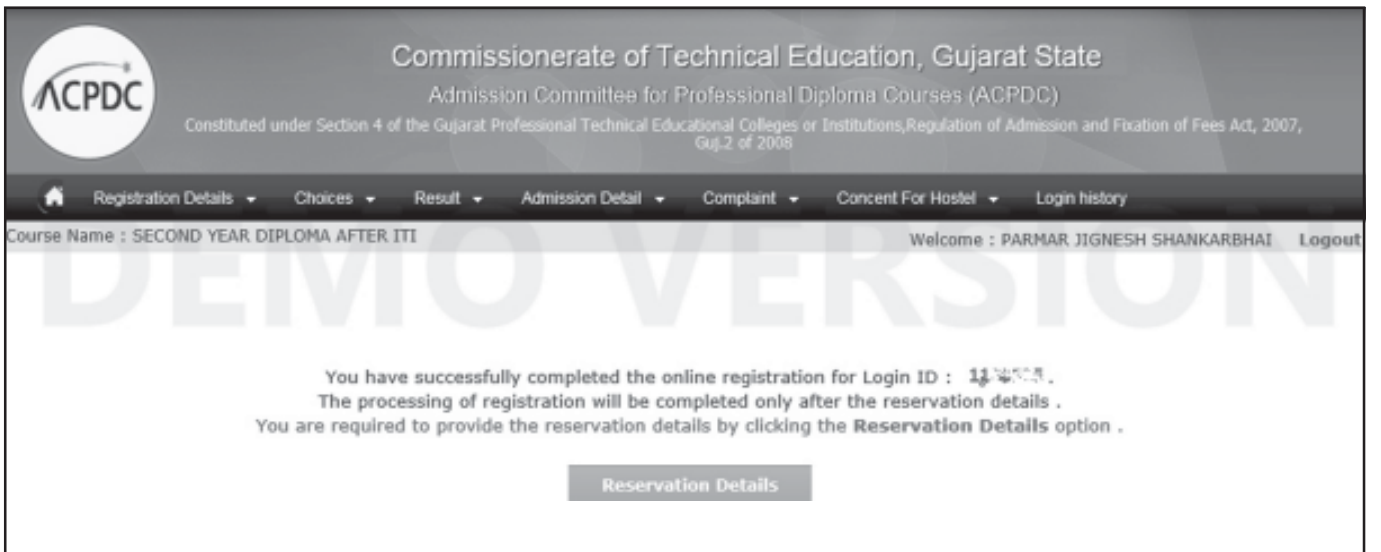 ACPDC
Commissionerate of Technical Education, Gujarat State
Admission Committee for Professional Diploma Courses (ACPDC)
Constituted under Section 4 of the Gujarat Professional Technical Educational Colleges or Institutions,Regulation of Admission and Fixation of Fees Act, 2007,
Guj.2 of 2008
Registration Details Choices Result Admission Detail Complaint Concent For Hostel Login history
Course Name : SECOND YEAR DIPLOMA AFTER ITI Welcome : PARMAR JIGNESH SHANKARBHAI Logout
DEMO VERSION
You have successfully completed the online registration for Login ID : .
The processing of registration will be completed only after the reservation details .
You are required to provide the reservation details by clicking the Reservation Details option .
Reservation Details